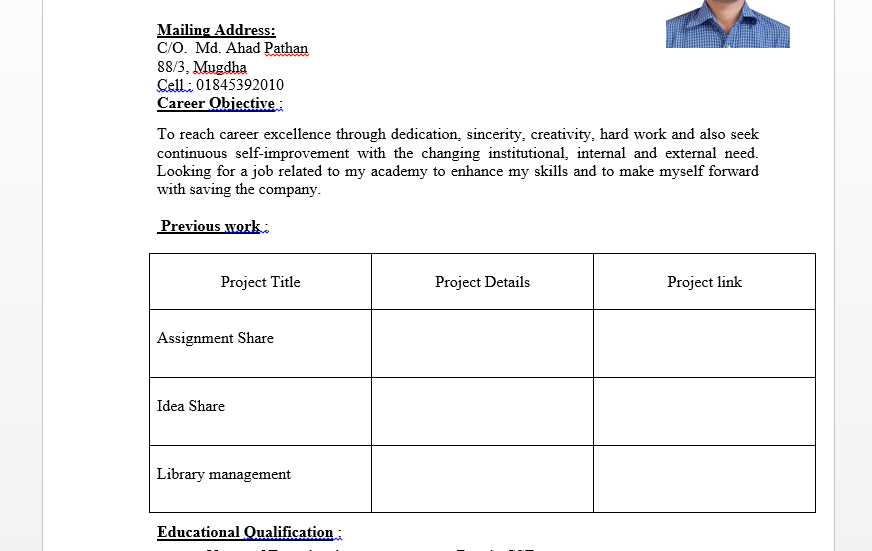 Mailing Address:
C/O. Md. Ahad Pathan
88/3, Mugdha
Cell : 01845392010
Career Objective :
To reach career excellence through dedication, sincerity, creativity, hard work and also seek
continuous self-improvement with the changing institutional, internal and external need.
Looking for a job related to my academy to enhance my skills and to make myself forward
with saving the company.
Previous work :
Project Title Project Details Project link
Assignment Share
Idea Share
Library management
Educational Qualification :